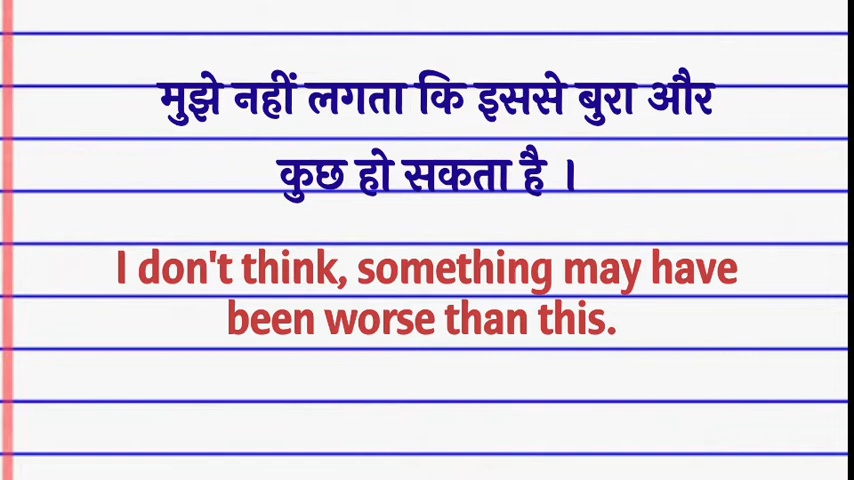 मुझे नहीं लगता कि इससे बुरा और
कुछ हो सकता है ।
I don't think, something may have
been worse than this.